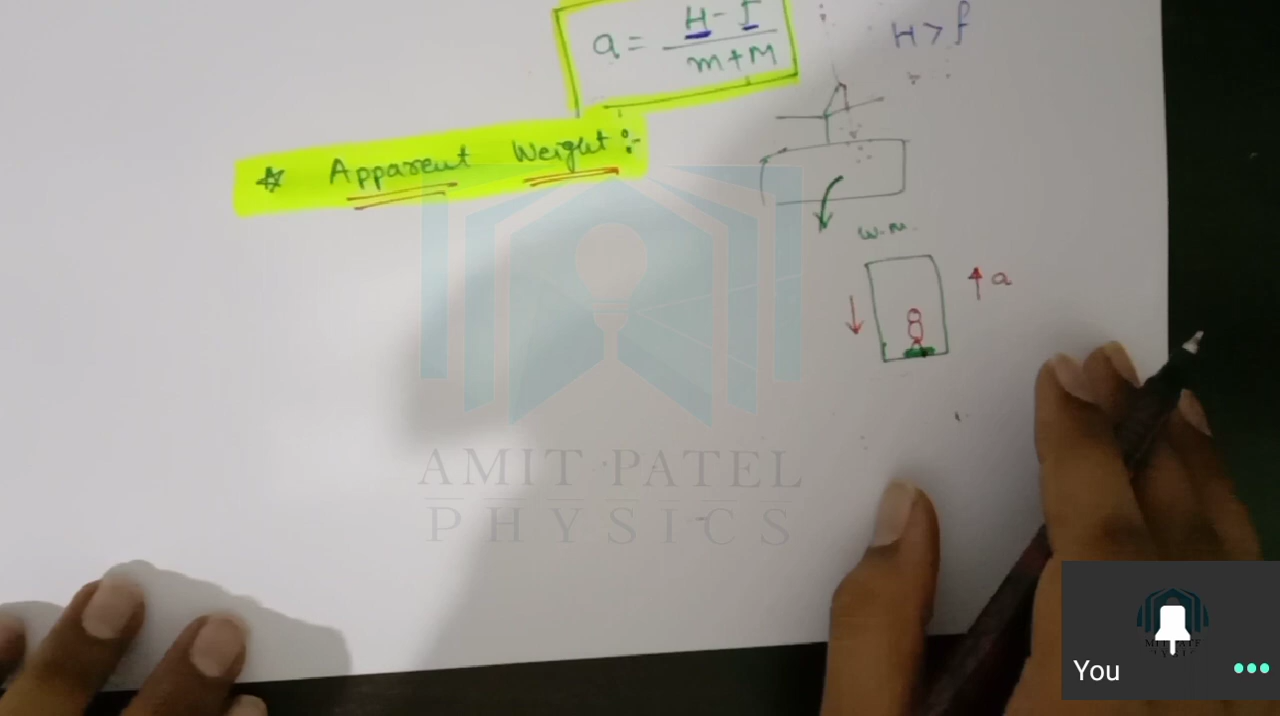 a = H - f / m + M
H > f
☆ Apparent Weight :-
w.m.
↑ a
AMIT PATEL
PHYSICS
You